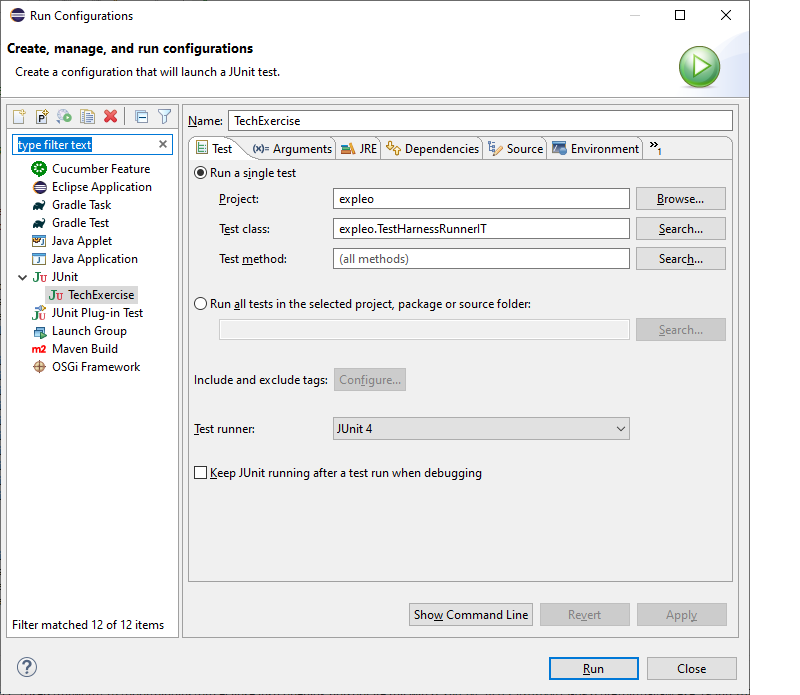 Run Configurations
Create, manage, and run configurations
Create a configuration that will launch a JUnit test.
type filter text
Cucumber Feature
Eclipse Application
Gradle Task
Gradle Test
Java Applet
Java Application
JUnit
TechExercise
JUnit Plug-in Test
Launch Group
m2 Maven Build
OSGi Framework
Filter matched 12 of 12 items
Name: TechExercise
Test (x)= Arguments JRE Dependencies Source Environment »1
Run a single test
Project: expleo Browse...
Test class: expleo.TestHarnessRunnerIT Search...
Test method: (all methods) Search...
Run all tests in the selected project, package or source folder:
Search...
Include and exclude tags: Configure...
Test runner: JUnit 4
Keep JUnit running after a test run when debugging
Show Command Line Revert Apply
? Run Close